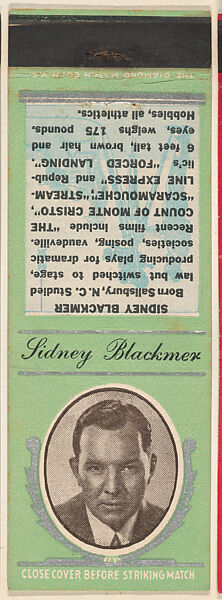 THE DIAMOND MATCH CO., N.Y.C.
SIDNEY BLACKMER
Born Sallsbury, N. C. Studied
law but switched to stage,
producing plays for dramatic
societies, posing, vaudeville.
Recent films include "THE
COUNT OF MONTE CRISTO",
"SCARAMOUCHE", "STREAM-
LINE EXPRESS" and Repub-
lic's "FORCED LANDING".
6 feet tall, brown hair and
eyes, weighs 175 pounds.
Hobbies, all athletics.
Sidney Blackmer
CLOSE COVER BEFORE STRIKING MATCH